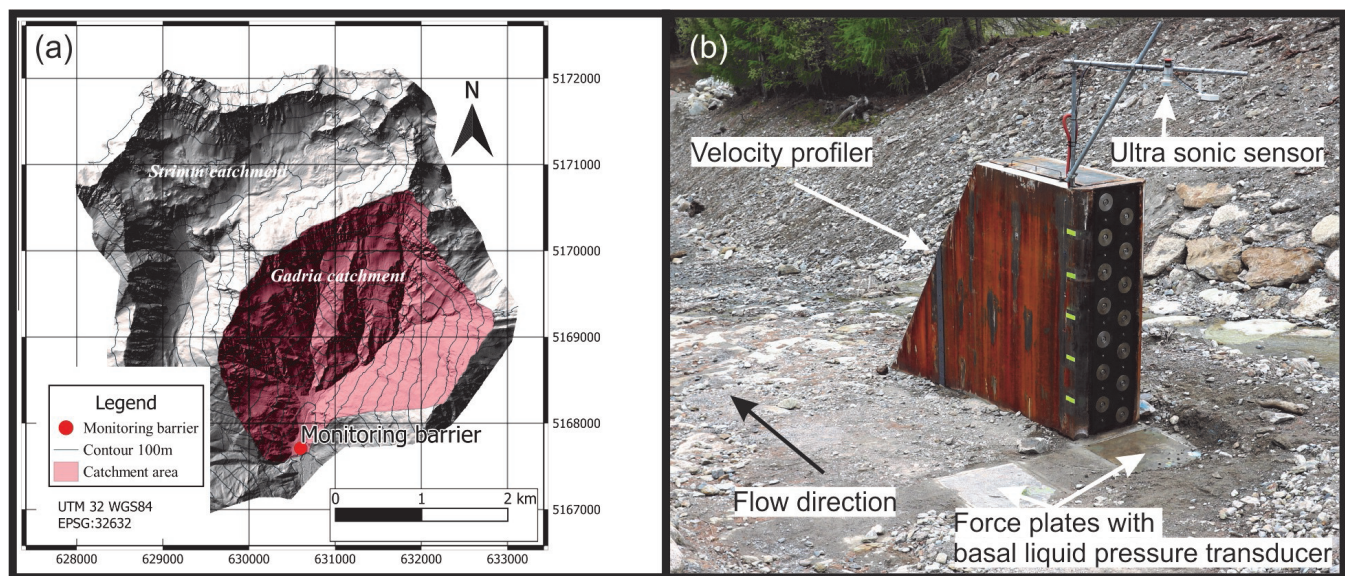 (a)
5172000
N
Strimm catchment
5171000
5170000
Gadria catchment
5169000
Legend
Monitoring barrier
Contour 100m
Catchment area
5168000
Monitoring barrier
0 1 2 km
UTM 32 WGS84
EPSG:32632
5167000
628000 629000 630000 631000 632000 633000
(b)
Velocity profiler
Ultra sonic sensor
Flow direction
Force plates with
basal liquid pressure transducer